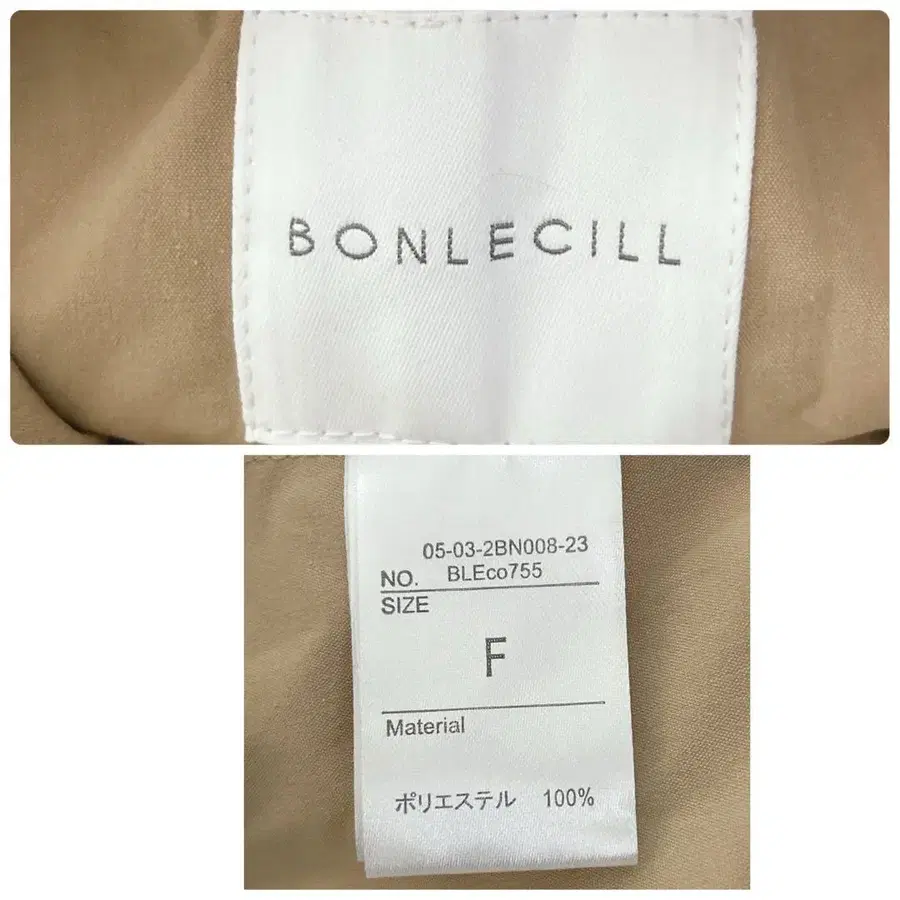 BONLECILL
05-03-2BN008-23
NO. BLEco755
SIZE
F
Material
ポリエステル 100%